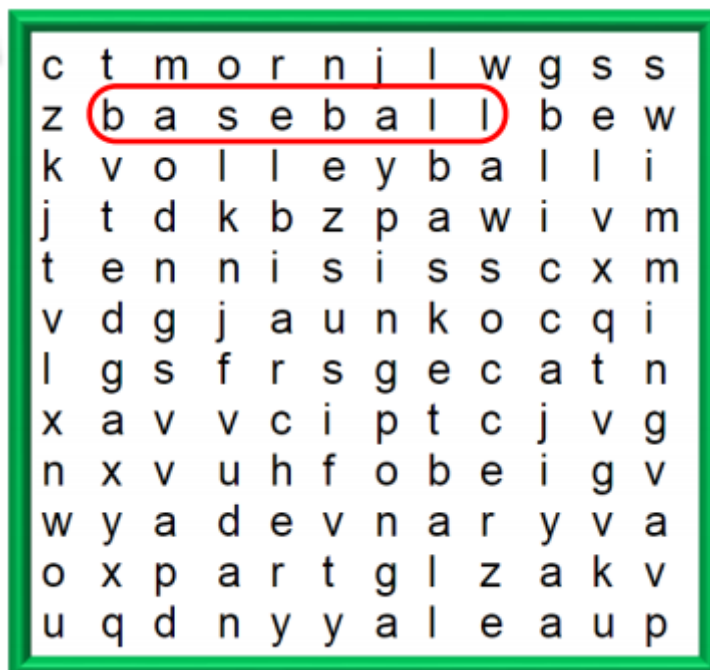 c t m o r n j l w g s s
z b a s e b a l l b e w
k v o l l e y b a l l i
j t d k b z p a w i v m
t e n n i s i s s c x m
v d g j a u n k o c q i
l g s f r s g e c a t n
x a v v c i p t c j v g
n x v u h f o b e i g v
w y a d e v n a r y v a
o x p a r t g l z a k v
u q d n y y a l e a u p